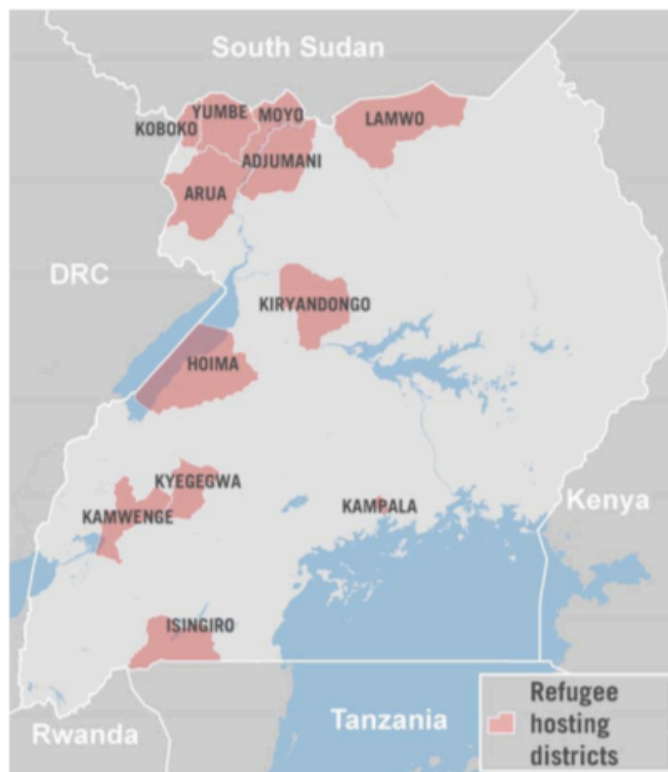 South Sudan
YUMBE
MOYO
KOBOKO
LAMWO
ADJUMANI
ARUA
DRC
KIRYANDONGO
HOIMA
KYEGEGWA
KAMWENGE
KAMPALA
Kenya
ISINGIRO
Rwanda
Tanzania
Refugee
hosting
districts